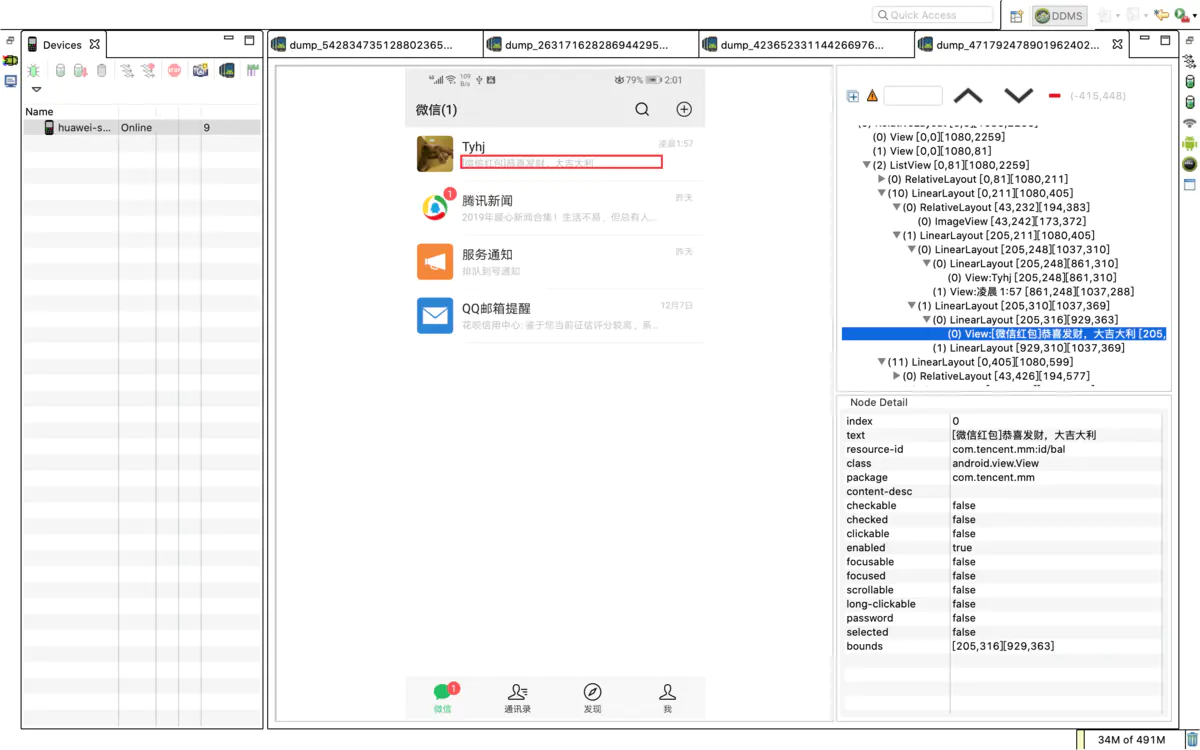 Quick Access
DDMS
Devices
dump_542834735128802365...
dump_263171628286944295...
dump_423652331144266976...
dump_471792478901962402...
Name
huawei-s... Online 9
109 B/s
79% 2:01
微信(1)
Tyhj
凌晨1:57
[微信红包]恭喜发财，大吉大利
1
腾讯新闻
昨天
2019年暖心新闻合集！生活不易，但总有人...
服务通知
昨天
排队到号通知
QQ邮箱提醒
12月7日
花呗信用中心: 鉴于您当前征信评分较高，系...
1
微信
通讯录
发现
我
(-415,448)
(0) View [0,0][1080,2259]
(1) View [0,0][1080,81]
(2) ListView [0,81][1080,2259]
(0) RelativeLayout [0,81][1080,211]
(10) LinearLayout [0,211][1080,405]
(0) RelativeLayout [43,232][194,383]
(0) ImageView [43,242][173,372]
(1) LinearLayout [205,211][1080,405]
(0) LinearLayout [205,248][1037,310]
(0) LinearLayout [205,248][861,310]
(0) View:Tyhj [205,248][861,310]
(1) View:凌晨 1:57 [861,248][1037,288]
(1) LinearLayout [205,310][1037,369]
(0) LinearLayout [205,316][929,363]
(0) View:[微信红包]恭喜发财，大吉大利 [205,
(1) LinearLayout [929,310][1037,369]
(11) LinearLayout [0,405][1080,599]
(0) RelativeLayout [43,426][194,577]
Node Detail
index 0
text [微信红包]恭喜发财，大吉大利
resource-id com.tencent.mm:id/bal
class android.view.View
package com.tencent.mm
content-desc
checkable false
checked false
clickable false
enabled true
focusable false
focused false
scrollable false
long-clickable false
password false
selected false
bounds [205,316][929,363]
34M of 491M